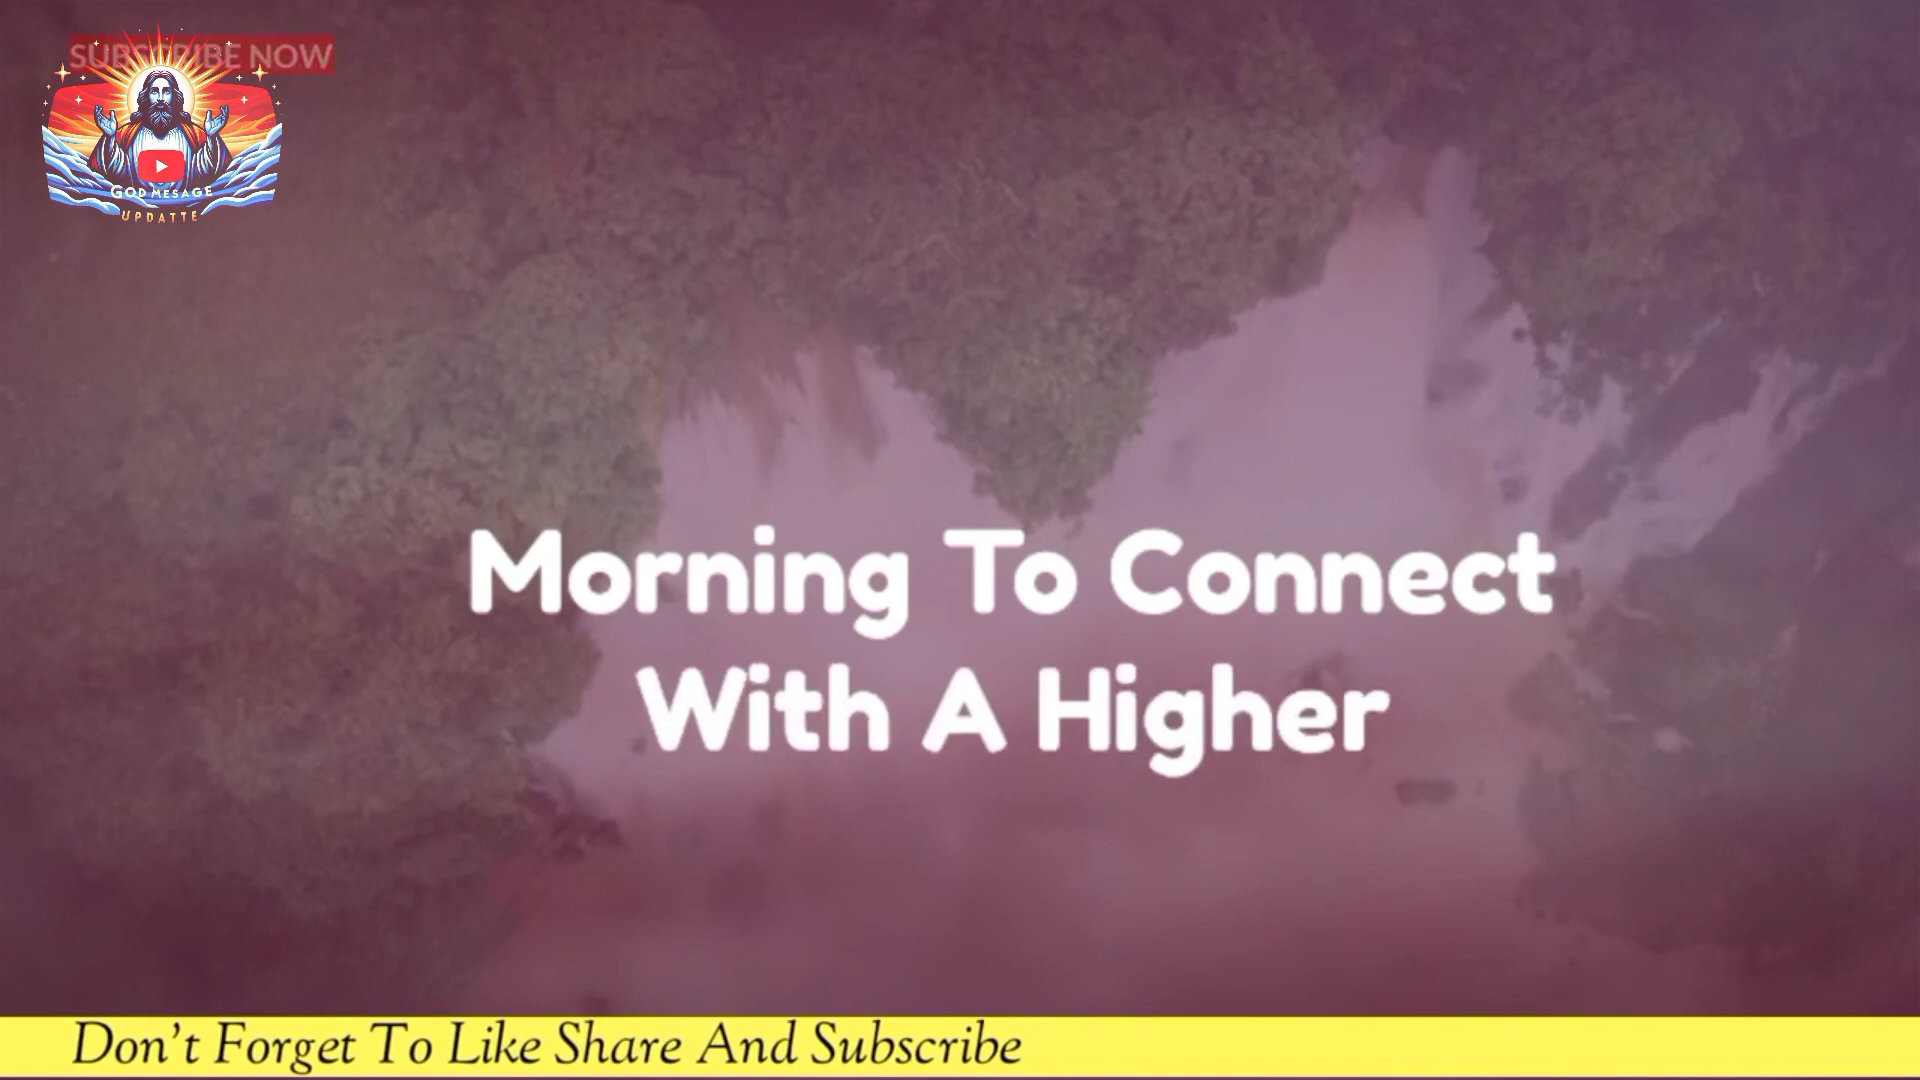 SUBSCRIBE NOW
GOD MESAGE
UPDATTE
Morning To Connect
With A Higher
Don't Forget To Like Share And Subscribe